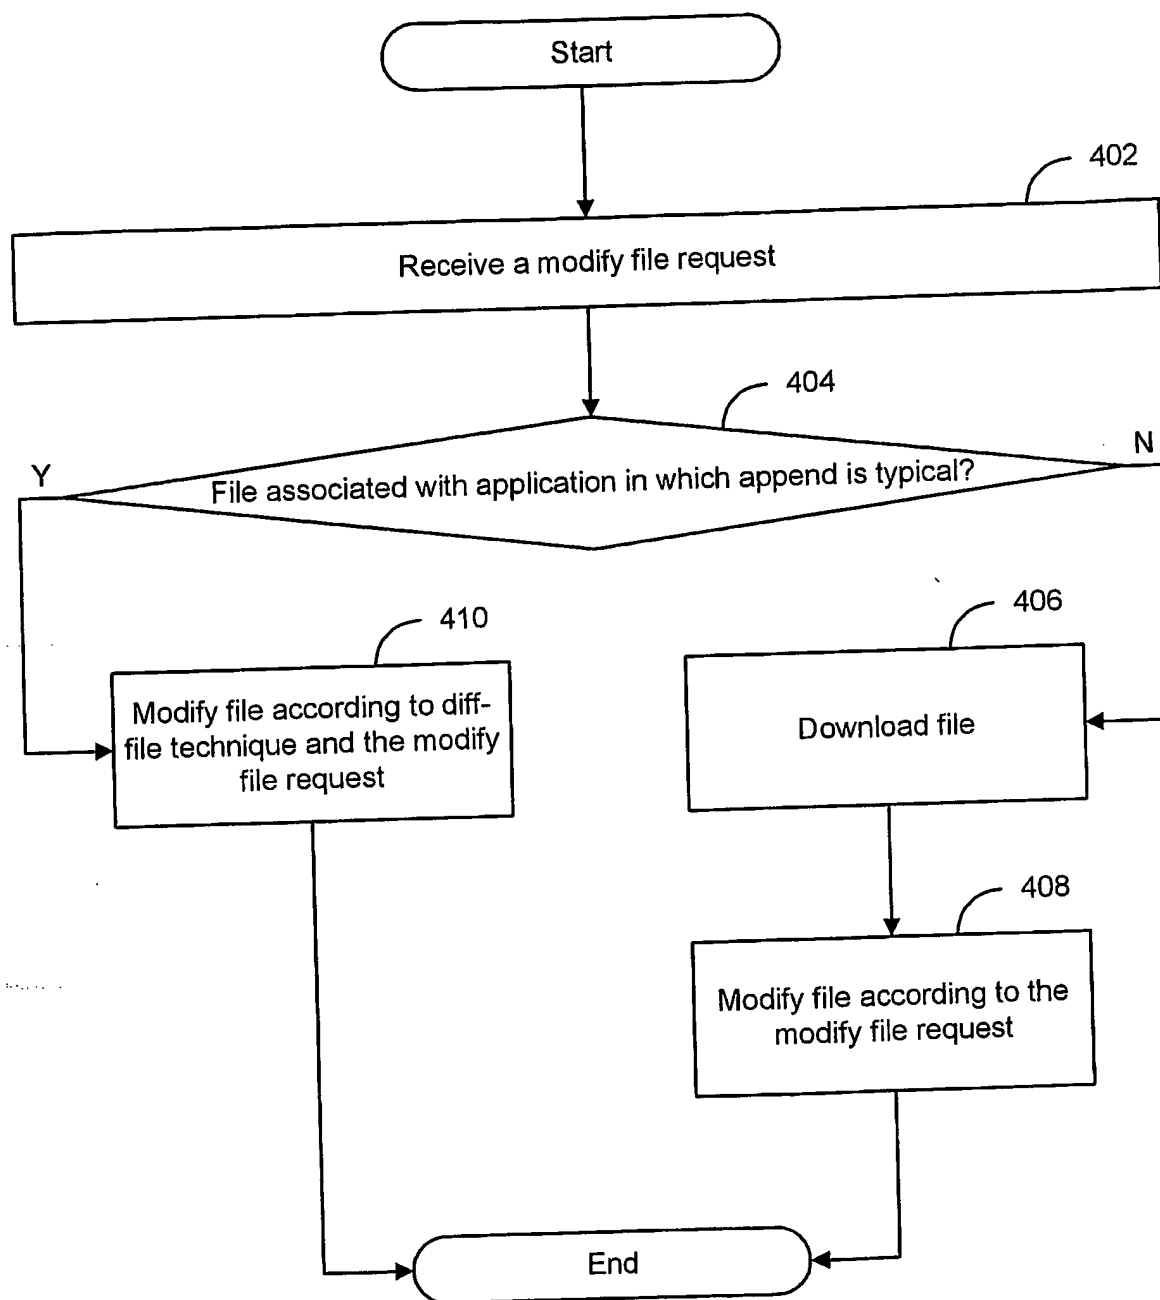 Start
402
Receive a modify file request
404
Y
N
File associated with application in which append is typical?
410
406
Modify file according to diff-
file technique and the modify
file request
Download file
408
Modify file according to the
modify file request
End